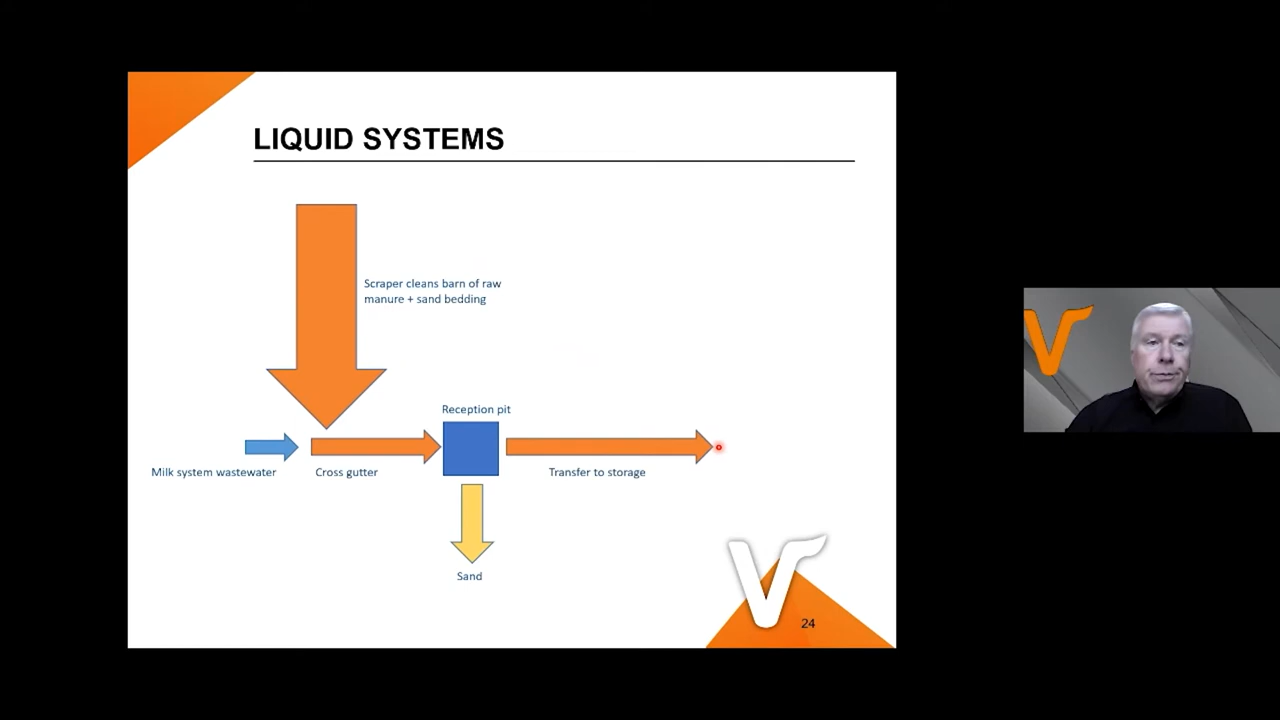 LIQUID SYSTEMS
Scraper cleans barn of raw
manure + sand bedding
Reception pit
Milk system wastewater
Cross gutter
Transfer to storage
Sand
24